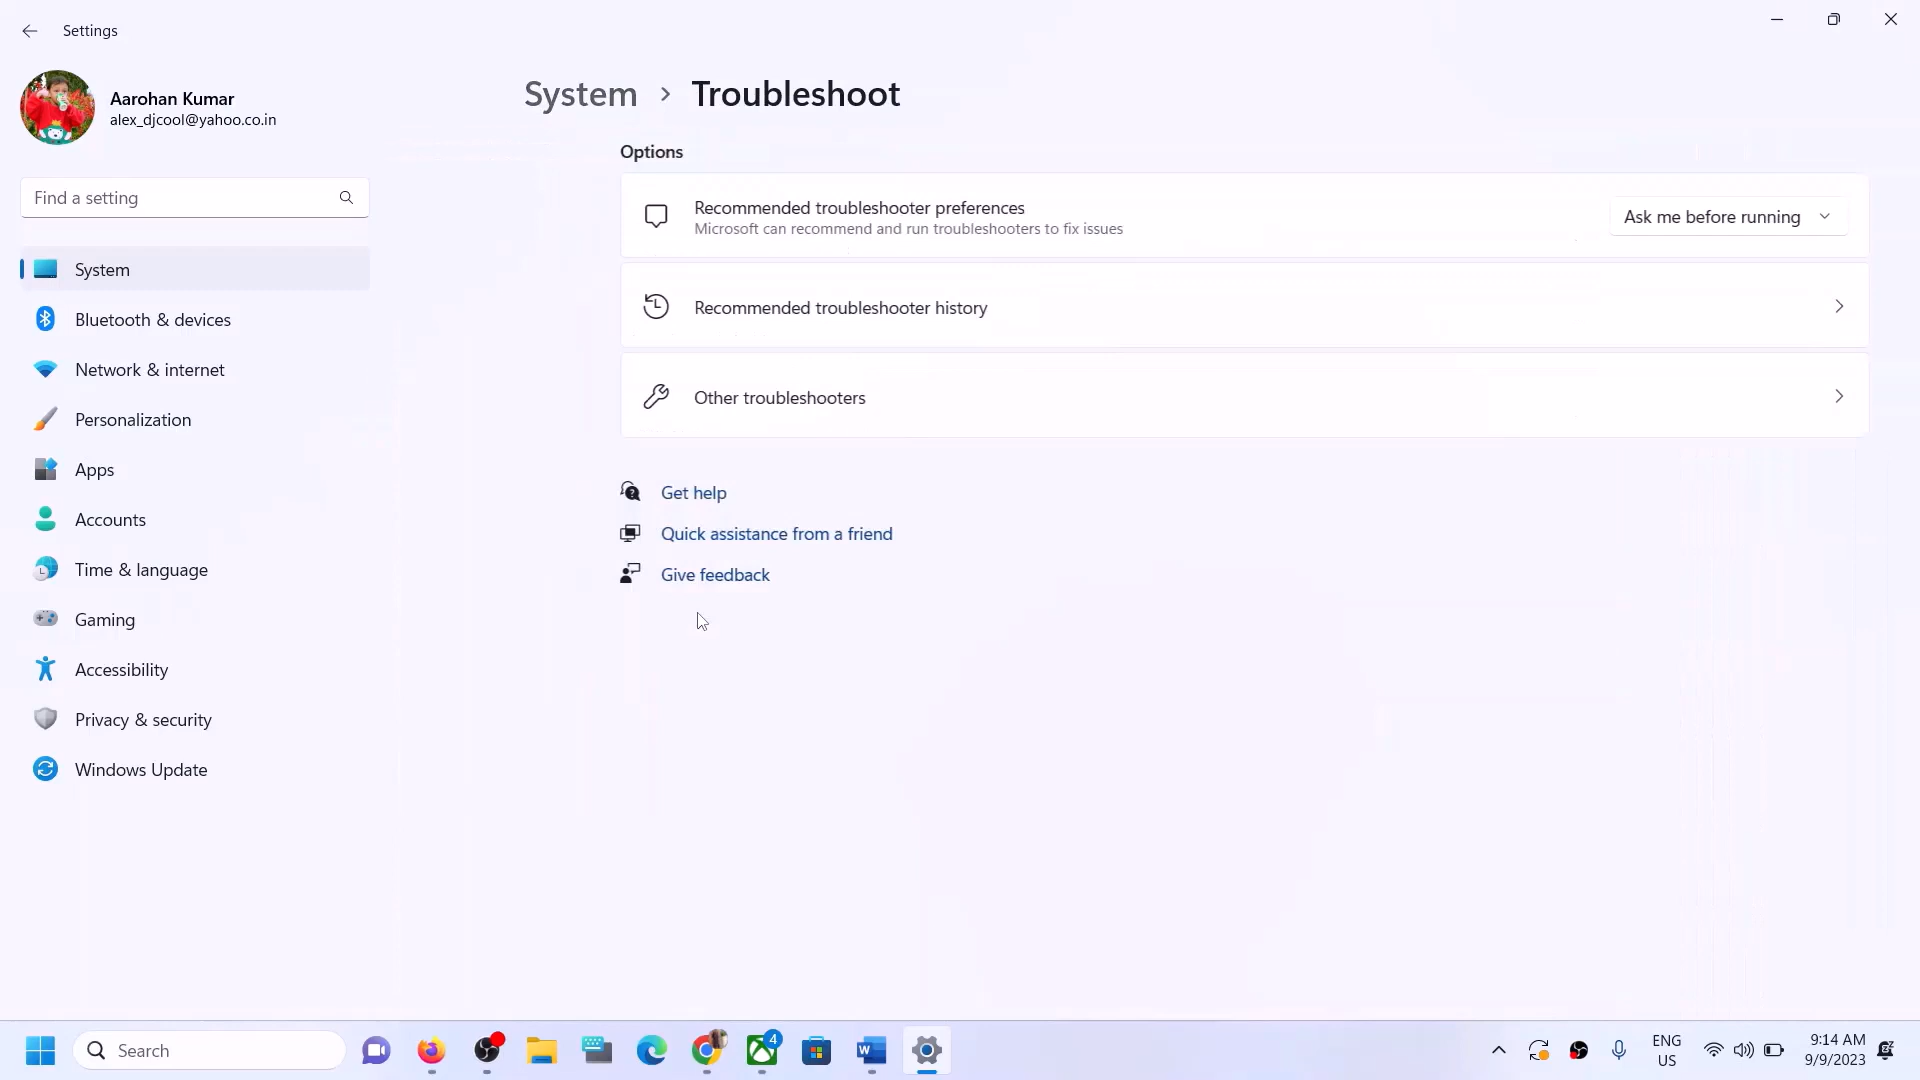 Settings
Aarohan Kumar
alex_djcool@yahoo.co.in
Find a setting
System
Bluetooth & devices
Network & internet
Personalization
Apps
Accounts
Time & language
Gaming
Accessibility
Privacy & security
Windows Update
System > Troubleshoot
Options
Recommended troubleshooter preferences
Microsoft can recommend and run troubleshooters to fix issues
Ask me before running
Recommended troubleshooter history
Other troubleshooters
Get help
Quick assistance from a friend
Give feedback
Search
4
ENG
US
9:14 AM
9/9/2023